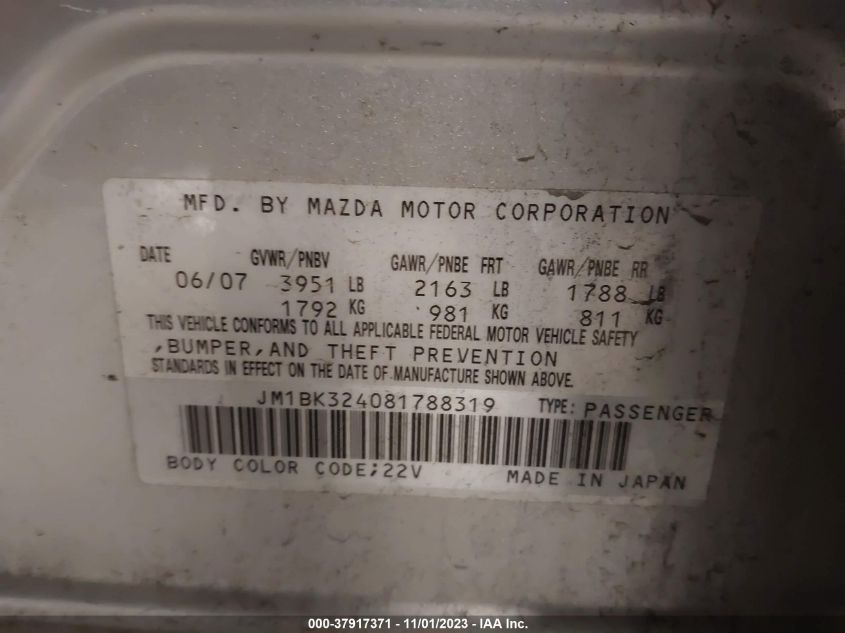 MFD. BY MAZDA MOTOR CORPORATION
DATE GVWR/PNBV GAWR/PNBE FRT GAWR/PNBE RR
06/07 3951 LB 2163 LB 1788 LB
1792 KG 981 KG 811 KG
THIS VEHICLE CONFORMS TO ALL APPLICABLE FEDERAL MOTOR VEHICLE SAFETY
,BUMPER,AND THEFT PREVENTION
STANDARDS IN EFFECT ON THE DATE OF MANUFACTURE SHOWN ABOVE.
JM1BK324081788319 TYPE: PASSENGER
BODY COLOR CODE;22V MADE IN JAPAN
000-37917371 - 11/01/2023 - IAA Inc.